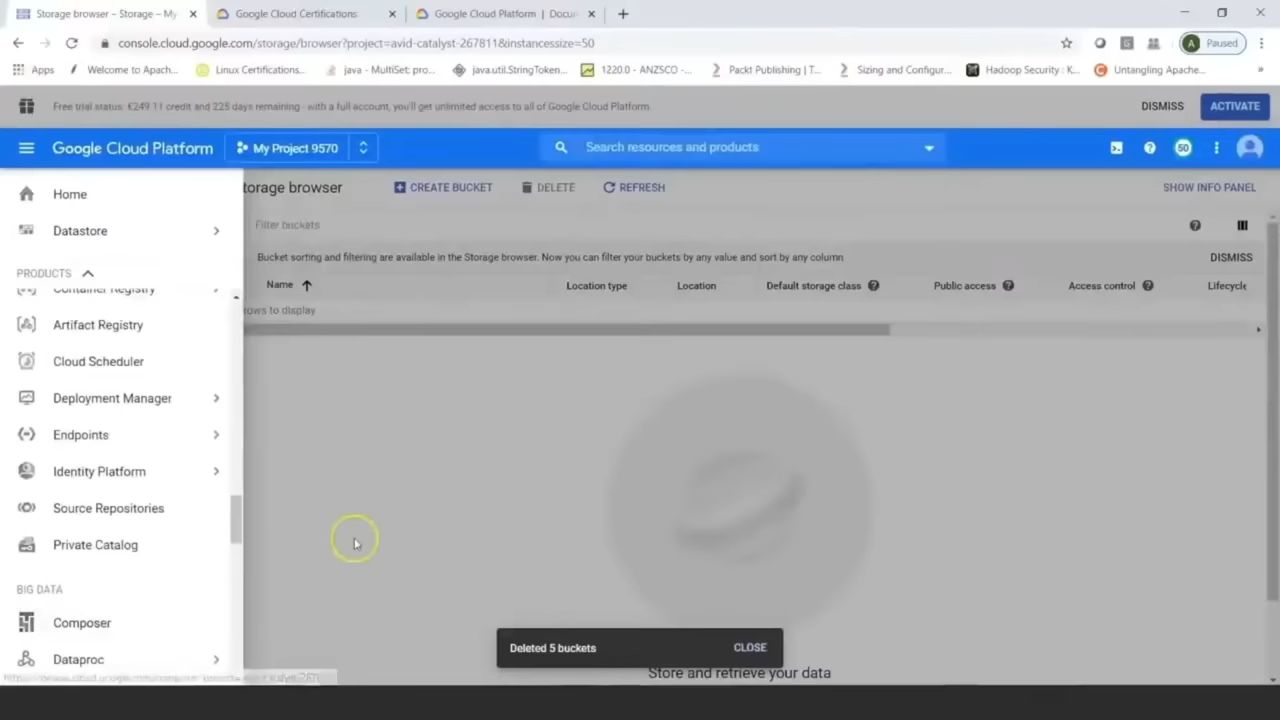 Storage browser – Storage – My
Google Cloud Certifications
Google Cloud Platform | Docu
console.cloud.google.com/storage/browser?project=avid-catalyst-267811&instancessize=50
Paused
Apps
Welcome to Apach...
Linux Certifications...
java - MultiSet: pro...
java.util.StringToken...
1220.0 - ANZSCO -...
Packt Publishing | T...
Sizing and Configur...
Hadoop Security : K...
Untangling Apache...
Free trial status: €249.11 credit and 225 days remaining - with a full account, you'll get unlimited access to all of Google Cloud Platform.
DISMISS
ACTIVATE
Google Cloud Platform
My Project 9570
Search resources and products
50
Home
Datastore
PRODUCTS
Container Registry
Artifact Registry
Cloud Scheduler
Deployment Manager
Endpoints
Identity Platform
Source Repositories
Private Catalog
BIG DATA
Composer
Dataproc
torage browser
CREATE BUCKET
DELETE
REFRESH
SHOW INFO PANEL
Filter buckets
Bucket sorting and filtering are available in the Storage browser. Now you can filter your buckets by any value and sort by any column
DISMISS
Name
Location type
Location
Default storage class
Public access
Access control
Lifecycle
rows to display
Deleted 5 buckets
CLOSE
Store and retrieve your data